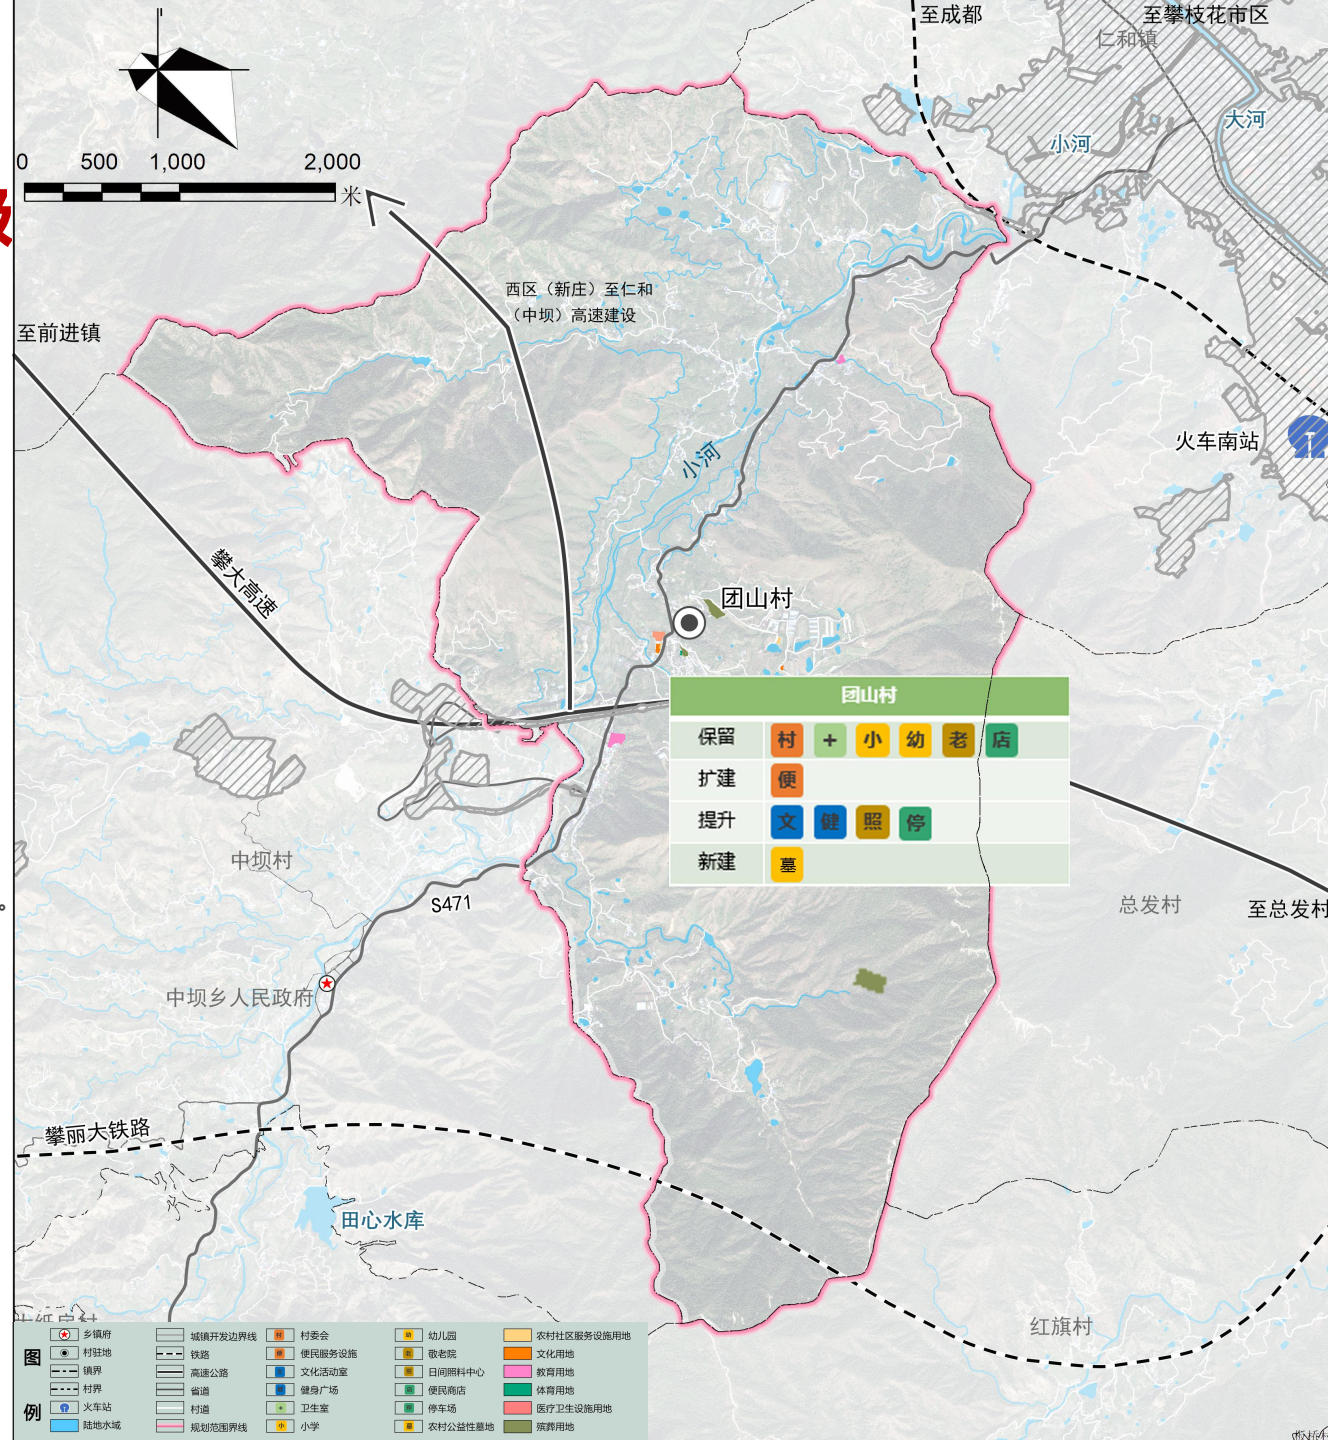 至成都
至攀枝花市区
仁和镇
大河
小河
0 500 1,000 2,000
米
级
西区（新庄）至仁和
（中坝）高速建设
至前进镇
火车南站
小河
攀大高速
团山村
团山村
保留 村 + 小 幼 老 店
扩建 便
提升 文 健 照 停
新建 墓
中坝村
S471
总发村
至总发村
中坝乡人民政府
攀丽大铁路
田心水库
红旗村
图例
乡镇府
村驻地
镇界
村界
火车站
陆地水域
城镇开发边界线
铁路
高速公路
省道
村道
规划范围界线
村 村委会
便 便民服务设施
文 文化活动室
健 健身广场
+ 卫生室
小 小学
幼 幼儿园
老 敬老院
照 日间照料中心
店 便民商店
停 停车场
墓 农村公益性墓地
农村社区服务设施用地
文化用地
教育用地
体育用地
医疗卫生设施用地
殡葬用地